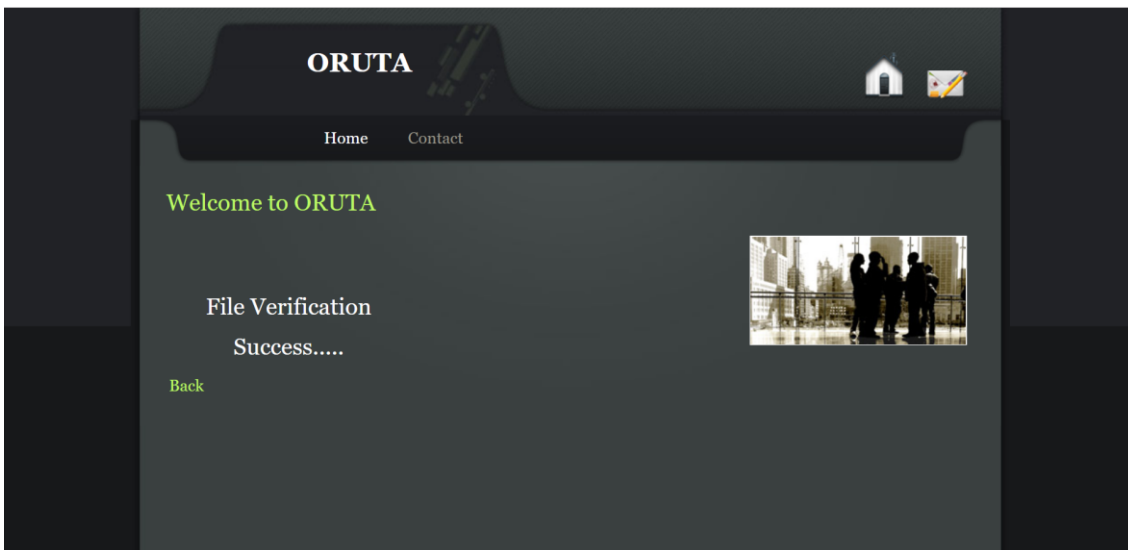 ORUTA
Home Contact
Welcome to ORUTA
File Verification
Success.....
Back